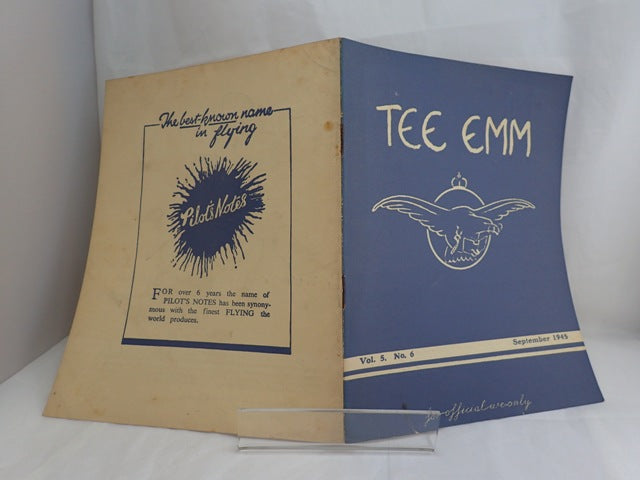 The best-known name
in flying
Pilot's Notes
FOR over 6 years the name of
PILOT'S NOTES has been synony-
mous with the finest FLYING the
world produces.
TEE EMM
Vol. 5. No. 6 September 1945
for official use only